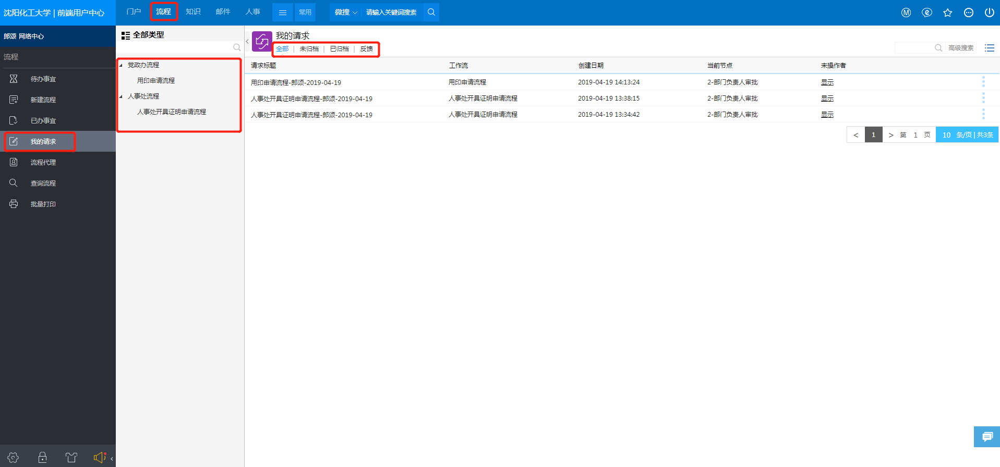 沈阳化工大学 | 前端用户中心
门户 流程 知识 邮件 人事 常用 微搜 请输入关键词搜索
郎颂 网络中心
流程
待办事宜
新建流程
已办事宜
我的请求
流程代理
查询流程
批量打印
全部类型
党政办流程
用印申请流程
人事处流程
人事处开具证明申请流程
我的请求
全部 | 未归档 | 已归档 | 反馈
高级搜索
请求标题 工作流 创建日期 当前节点 未操作者
用印申请流程-郎颂-2019-04-19 用印申请流程 2019-04-19 14:13:24 2-部门负责人审批 显示
人事处开具证明申请流程-郎颂-2019-04-19 人事处开具证明申请流程 2019-04-19 13:38:15 2-部门负责人审批 显示
人事处开具证明申请流程-郎颂-2019-04-19 人事处开具证明申请流程 2019-04-19 13:34:42 2-部门负责人审批 显示
< 1 > 第 1 页 10 条/页 | 共3条